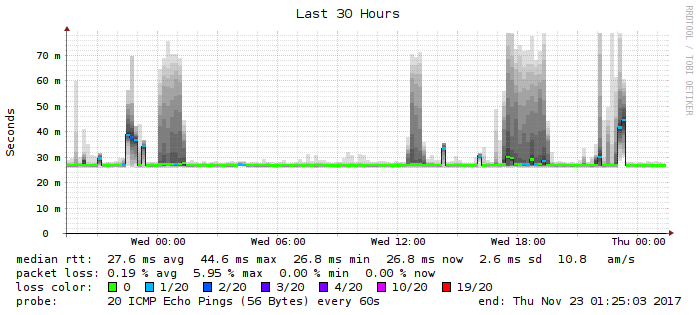 Last 30 Hours
RRDTOOL / TOBI OETIKER
Seconds
70 m
60 m
50 m
40 m
30 m
20 m
10 m
0
Wed 00:00 Wed 06:00 Wed 12:00 Wed 18:00 Thu 00:00
median rtt: 27.6 ms avg 44.6 ms max 26.8 ms min 26.8 ms now 2.6 ms sd 10.8 am/s
packet loss: 0.19 % avg 5.95 % max 0.00 % min 0.00 % now
loss color: 0 1/20 2/20 3/20 4/20 10/20 19/20
probe: 20 ICMP Echo Pings (56 Bytes) every 60s end: Thu Nov 23 01:25:03 2017